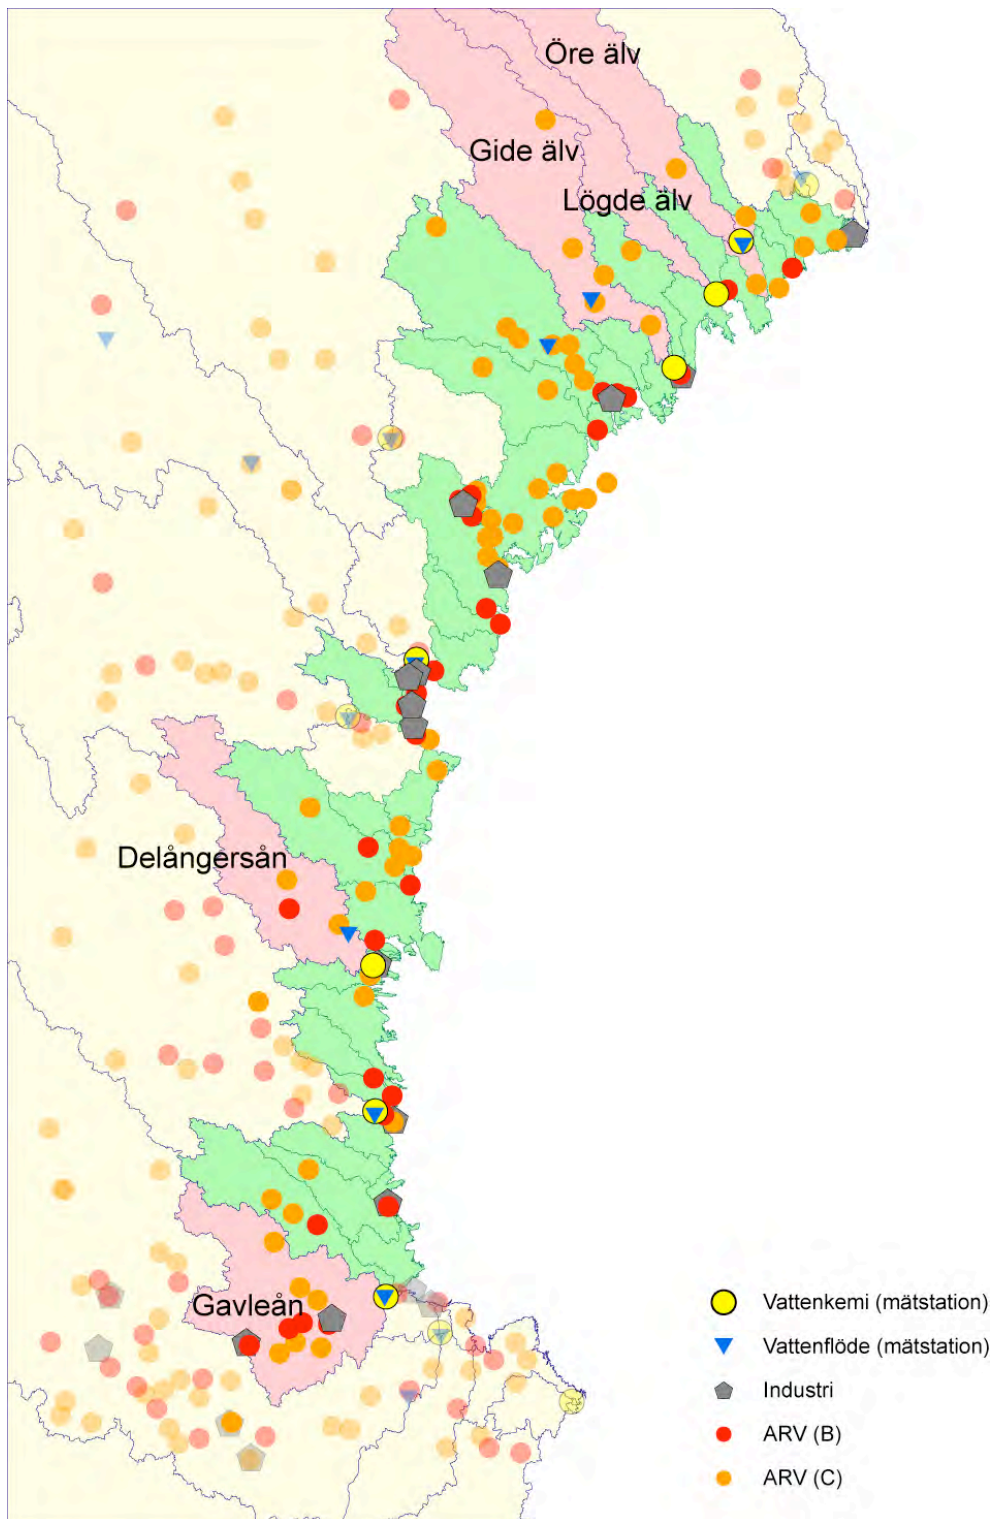 Öre älv
Gide älv
Lögde älv
Delångersån
Gavleån
Vattenkemi (mätstation)
Vattenflöde (mätstation)
Industri
ARV (B)
ARV (C)